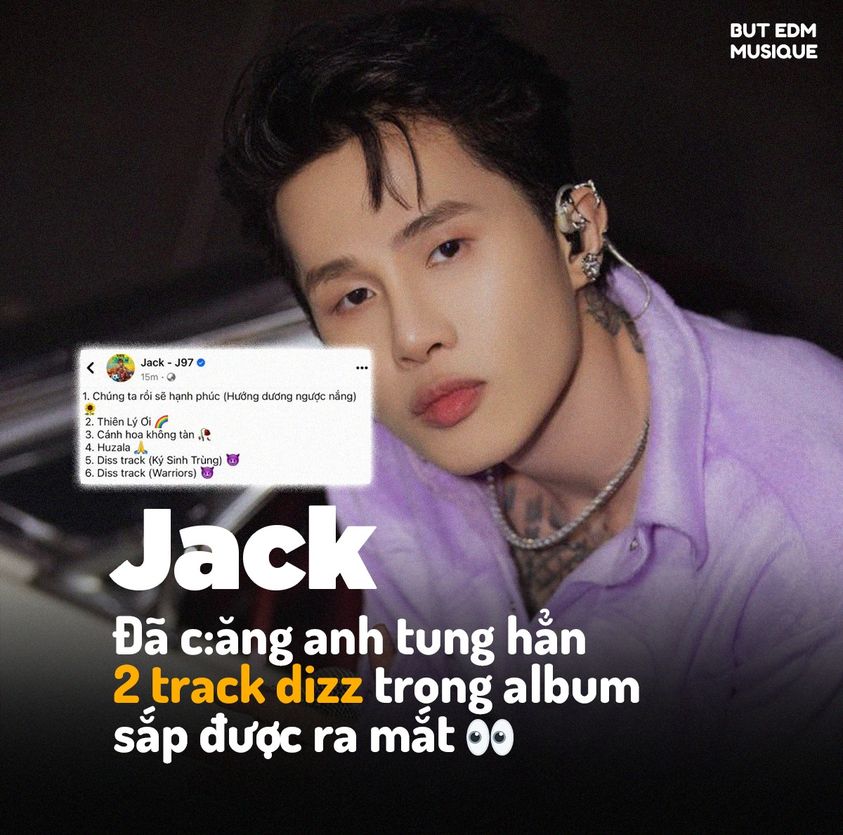 BUT EDM
MUSIQUE
Jack - J97
15m ·
1. Chúng ta rồi sẽ hạnh phúc (Hướng dương ngược nắng)
🌻
2. Thiên Lý Ơi 🌈
3. Cánh hoa không tàn 🥀
4. Huzala 🙏
5. Diss track (Ký Sinh Trùng) 😈
6. Diss track (Warriors) 😈
Jack
Đã c:ăng anh tung hẳn
2 track dizz trong album
sắp được ra mắt 👀